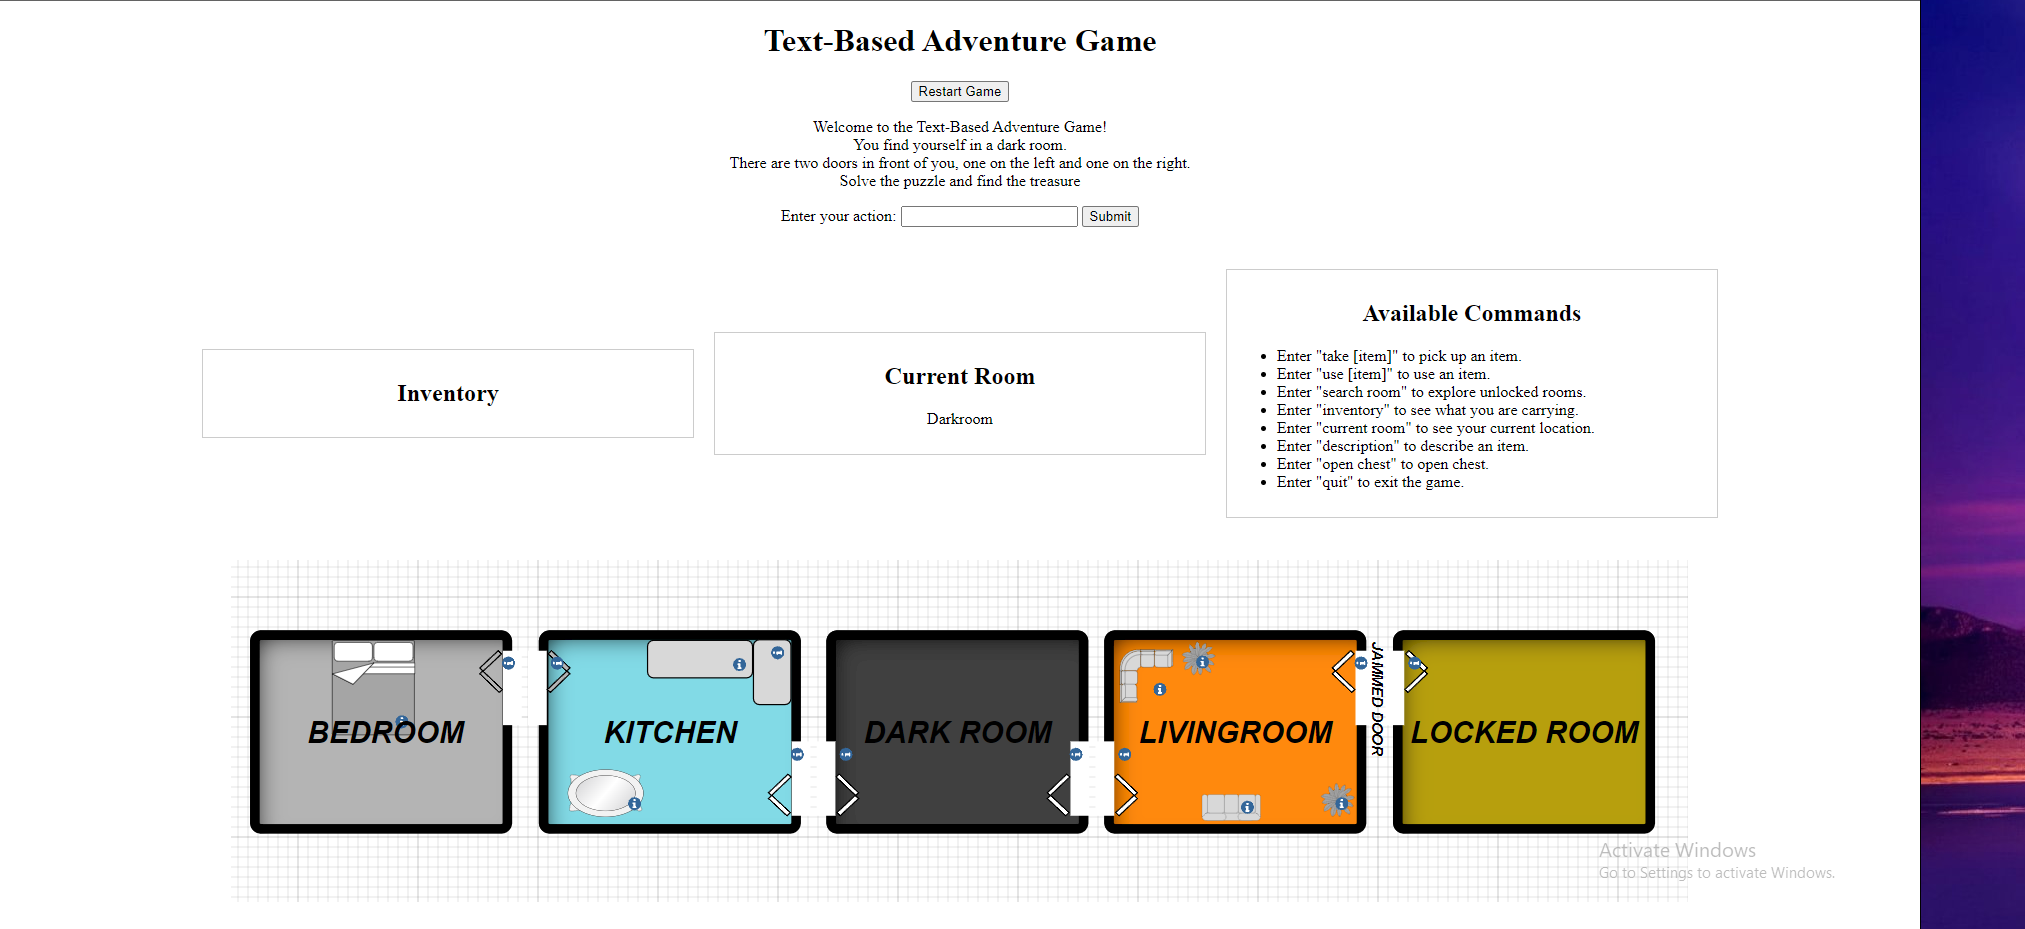 Text-Based Adventure Game
Restart Game
Welcome to the Text-Based Adventure Game!
You find yourself in a dark room.
There are two doors in front of you, one on the left and one on the right.
Solve the puzzle and find the treasure
Enter your action:
Submit
Inventory
Current Room
Darkroom
Available Commands
Enter "take [item]" to pick up an item.
Enter "use [item]" to use an item.
Enter "search room" to explore unlocked rooms.
Enter "inventory" to see what you are carrying.
Enter "current room" to see your current location.
Enter "description" to describe an item.
Enter "open chest" to open chest.
Enter "quit" to exit the game.
BEDROOM
KITCHEN
DARK ROOM
LIVINGROOM
JAMMED DOOR
LOCKED ROOM
Activate Windows
Go to Settings to activate Windows.